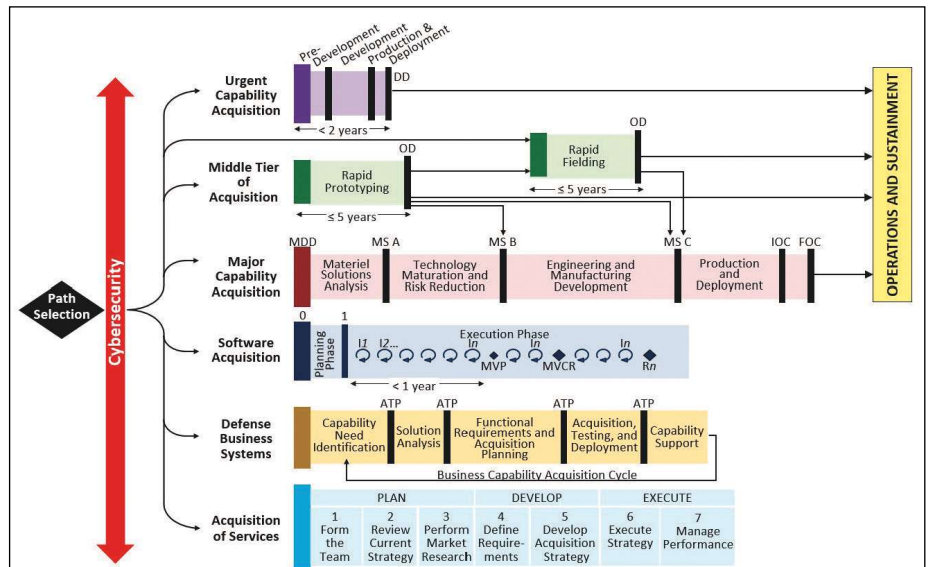 Pre-
Development
Development
Production &
Deployment
Urgent
Capability
Acquisition
DD
< 2 years
Middle Tier
of
Acquisition
Rapid
Prototyping
OD
≤ 5 years
Rapid
Fielding
OD
≤ 5 years
OPERATIONS AND SUSTAINMENT
Path
Selection
Cybersecurity
Major
Capability
Acquisition
MDD
MS A
MS B
MS C
IOC
FOC
Materiel
Solutions
Analysis
Technology
Maturation and
Risk Reduction
Engineering and
Manufacturing
Development
Production
and
Deployment
Software
Acquisition
0
1
Planning
Phase
Execution Phase
I1
I2...
In
In
In
MVP
MVCR
Rn
< 1 year
Defense
Business
Systems
ATP
ATP
ATP
ATP
Capability
Need
Identification
Solution
Analysis
Functional
Requirements and
Acquisition
Planning
Acquisition,
Testing, and
Deployment
Capability
Support
Business Capability Acquisition Cycle
Acquisition
of Services
PLAN
DEVELOP
EXECUTE
1
Form
the
Team
2
Review
Current
Strategy
3
Perform
Market
Research
4
Define
Require-
ments
5
Develop
Acquisition
Strategy
6
Execute
Strategy
7
Manage
Performance